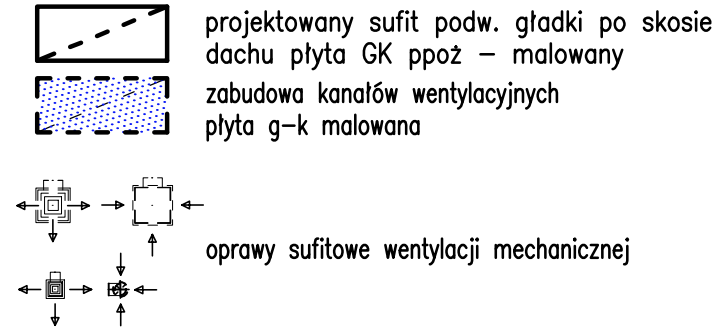 projektowany sufit podw. gładki po skosie
dachu płyta GK ppoż – malowany
zabudowa kanałów wentylacyjnych
płyta g–k malowana
oprawy sufitowe wentylacji mechanicznej